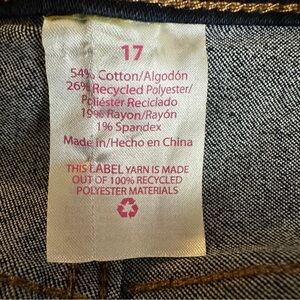 17
54% Cotton/Algodón
26% Recycled Polyester/
Poliéster Reciclado
19% Rayon/Rayón
1% Spandex
Made in/Hecho en China
THIS LABEL YARN IS MADE
OUT OF 100% RECYCLED
POLYESTER MATERIALS